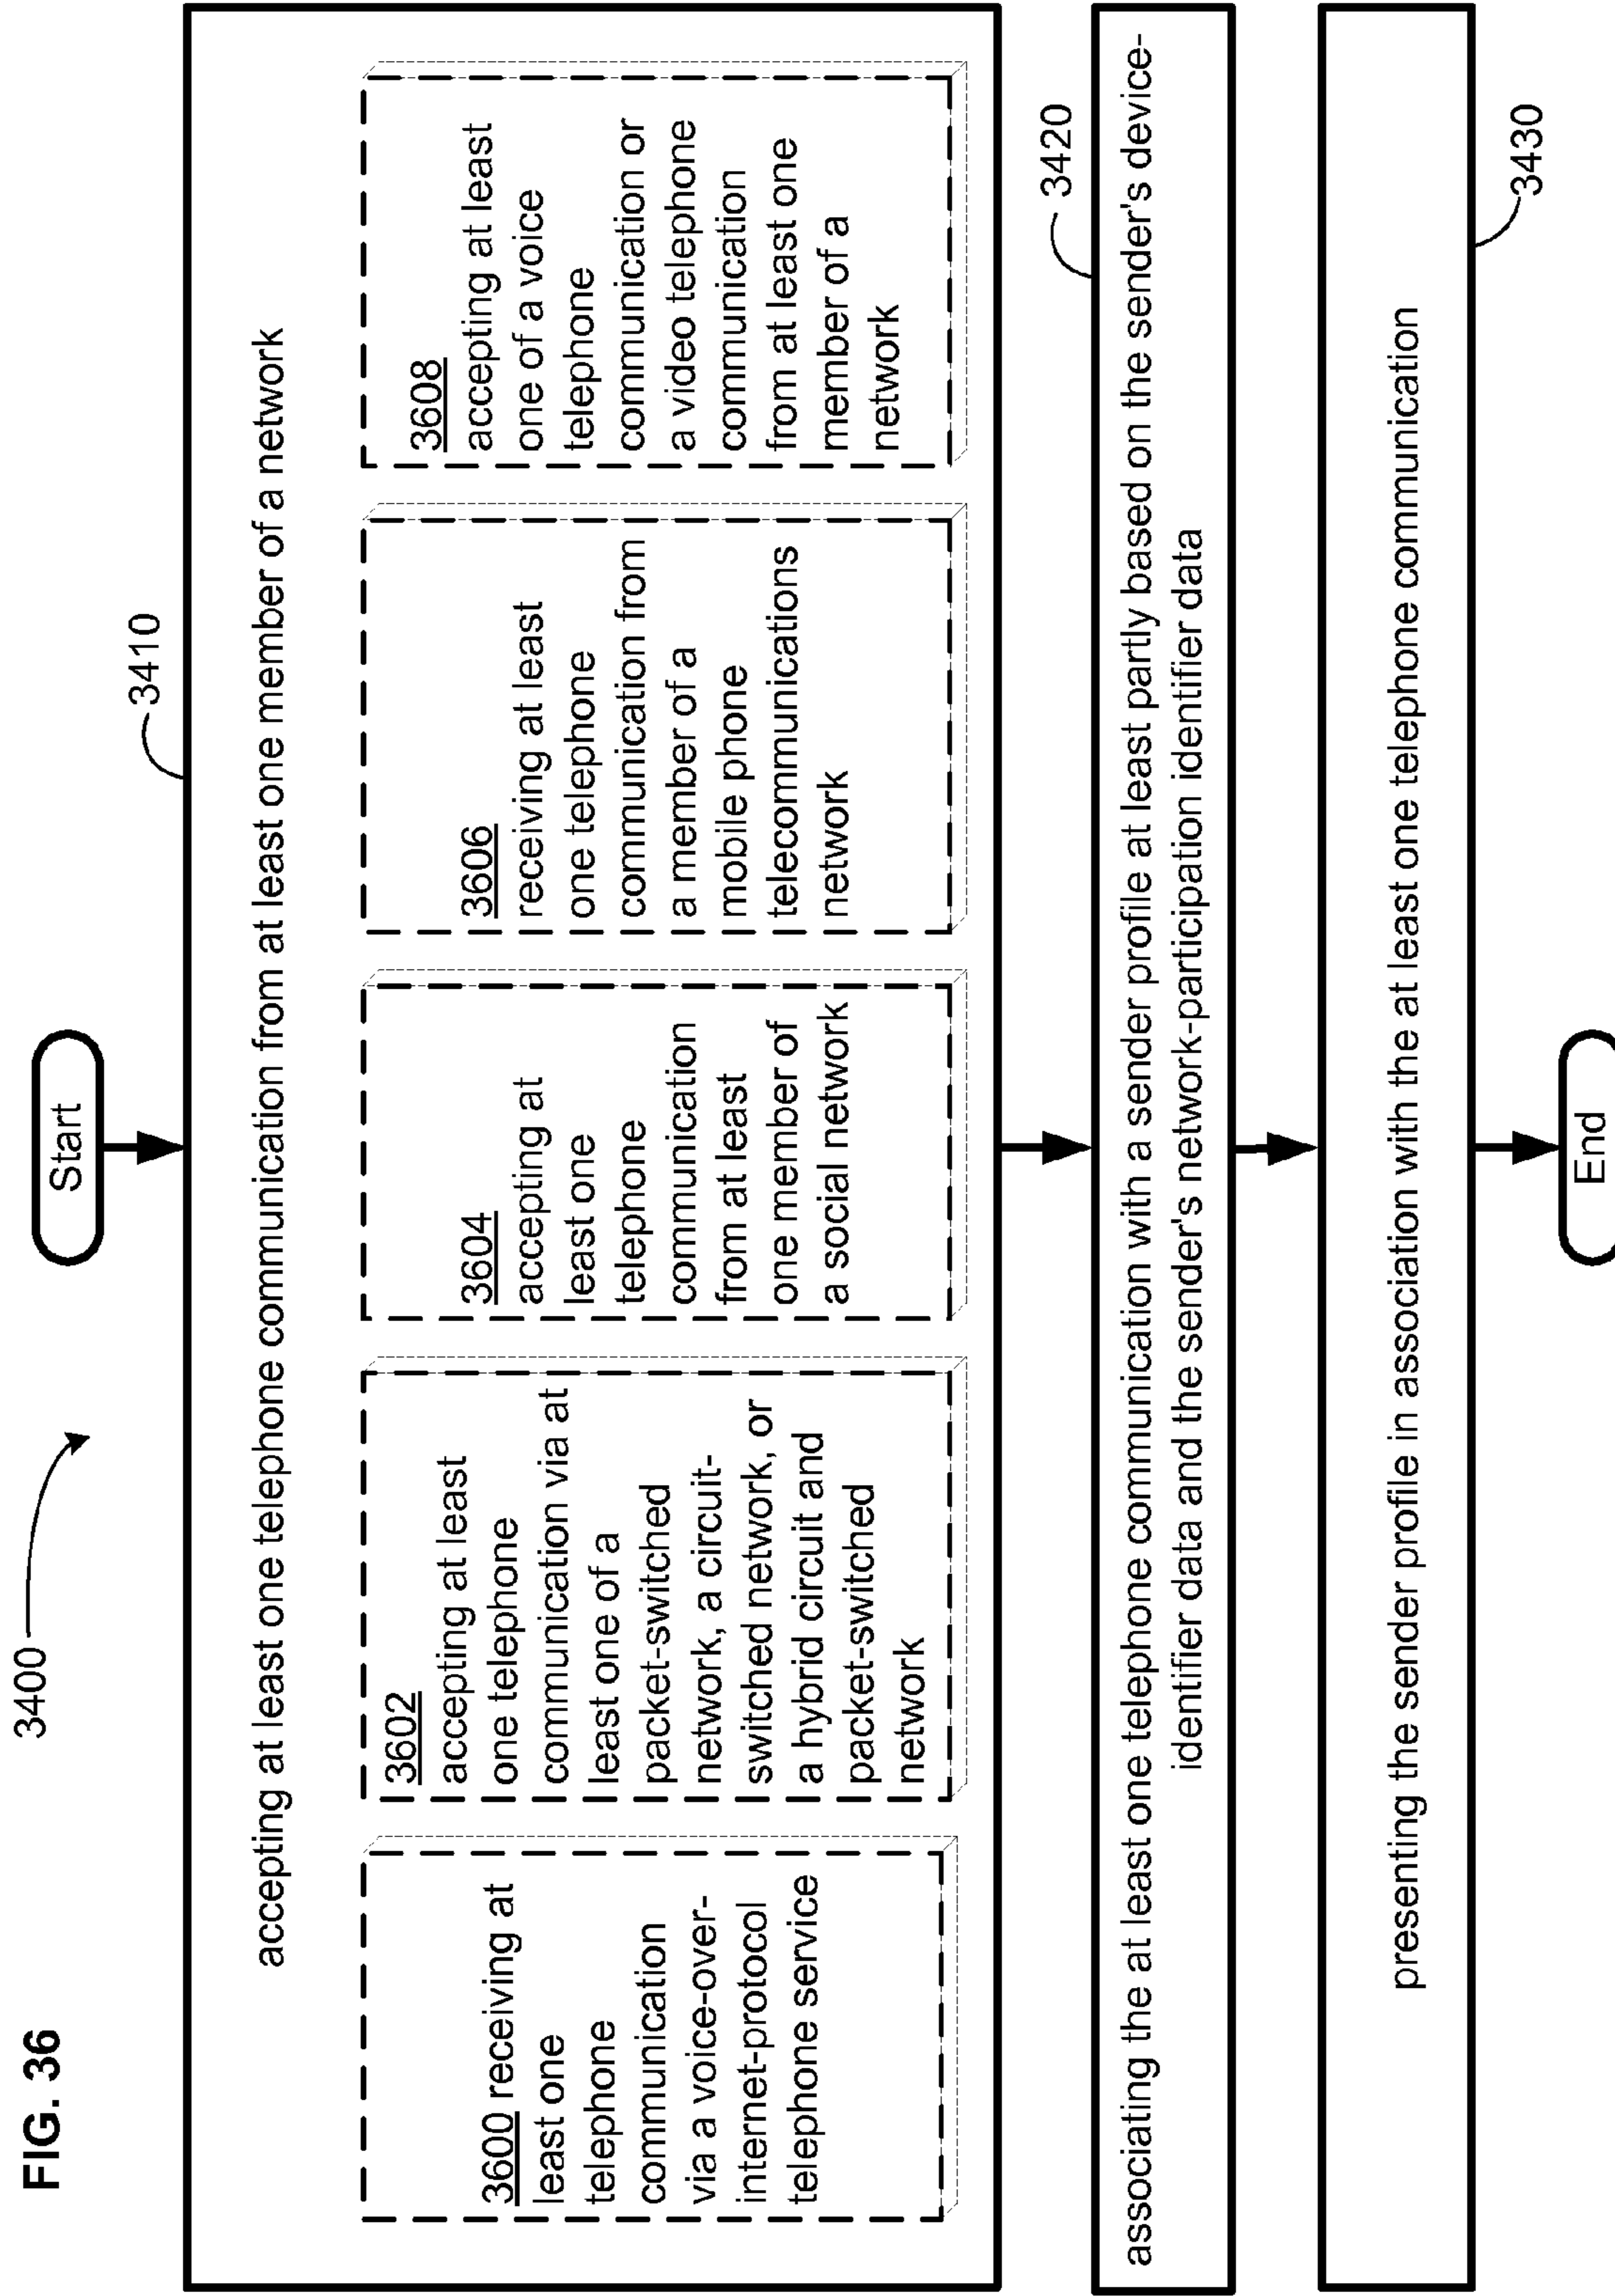 FIG. 36
3400
Start
3410
accepting at least one telephone communication from at least one member of a network
3600 receiving at
least one
telephone
communication
via a voice-over-
internet-protocol
telephone service
3602
accepting at least
one telephone
communication via at
least one of a
packet-switched
network, a circuit-
switched network, or
a hybrid circuit and
packet-switched
network
3604
accepting at
least one
telephone
communication
from at least
one member of
a social network
3606
receiving at least
one telephone
communication from
a member of a
mobile phone
telecommunications
network
3608
accepting at least
one of a voice
telephone
communication or
a video telephone
communication
from at least one
member of a
network
3420
associating the at least one telephone communication with a sender profile at least partly based on the sender's device-
identifier data and the sender's network-participation identifier data
presenting the sender profile in association with the at least one telephone communication
3430
End